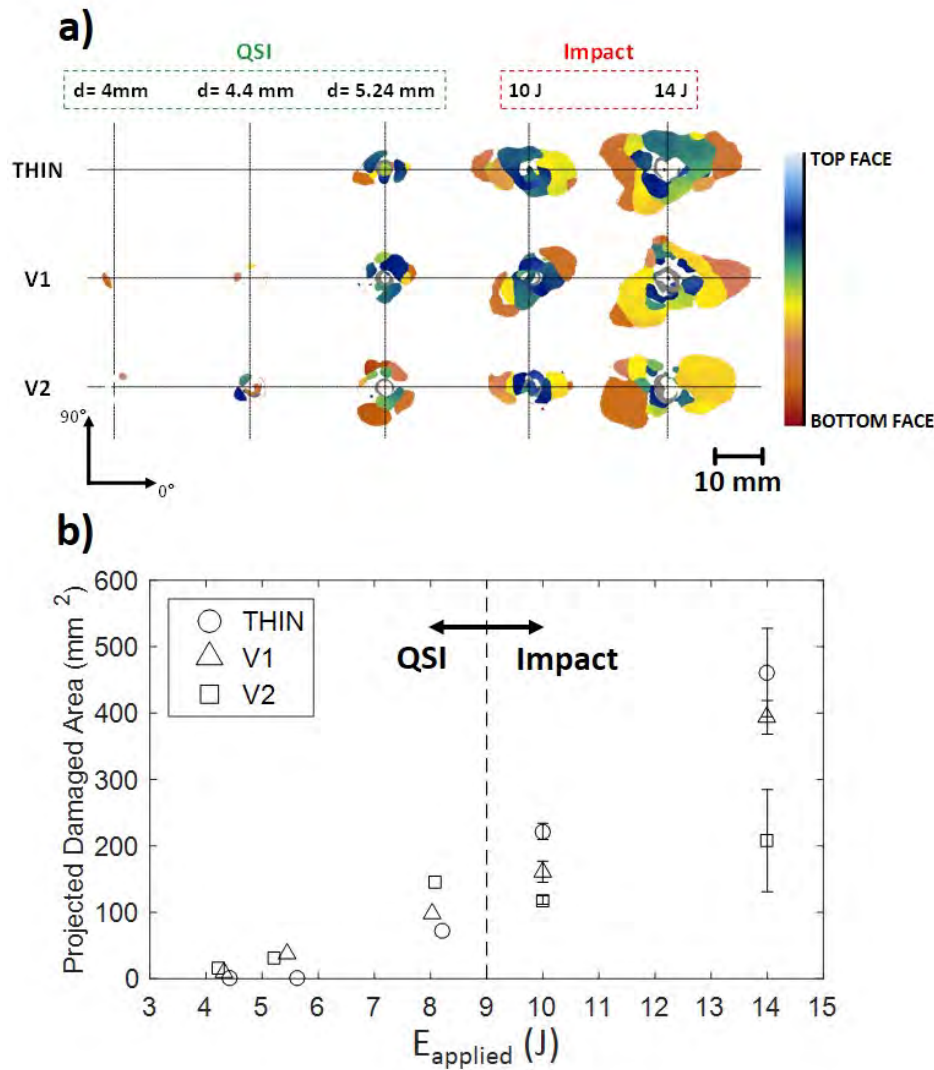 a)
QSI Impact
d= 4mm d= 4.4 mm d= 5.24 mm 10 J 14 J
TOP FACE
THIN
V1
V2
BOTTOM FACE
90°
0°
10 mm
b)
600
500
400
300
200
100
0
Projected Damaged Area (mm²)
THIN
V1
V2
QSI Impact
3 4 5 6 7 8 9 10 11 12 13 14 15
E applied (J)